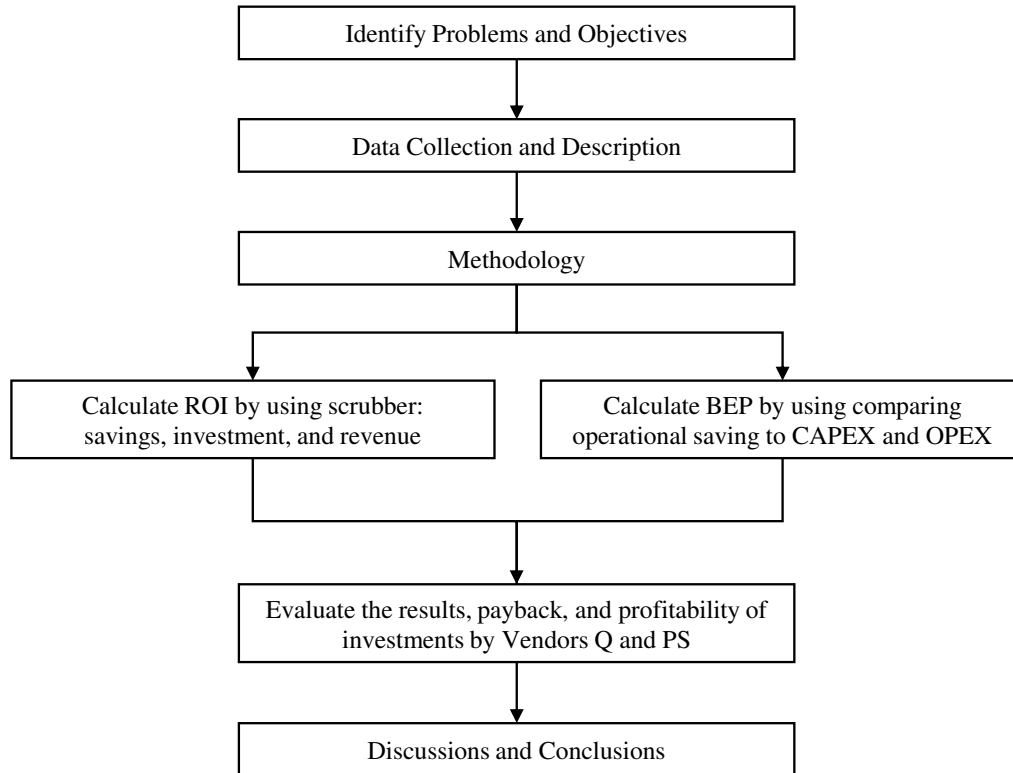 Identify Problems and Objectives
Data Collection and Description
Methodology
Calculate ROI by using scrubber:
savings, investment, and revenue
Calculate BEP by using comparing
operational saving to CAPEX and OPEX
Evaluate the results, payback, and profitability of
investments by Vendors Q and PS
Discussions and Conclusions